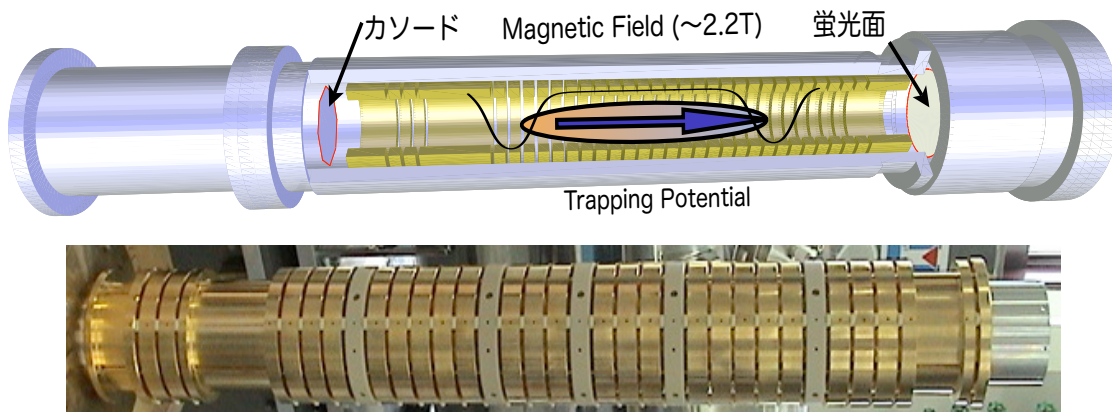 カソード
Magnetic Field (~2.2T)
蛍光面
Trapping Potential